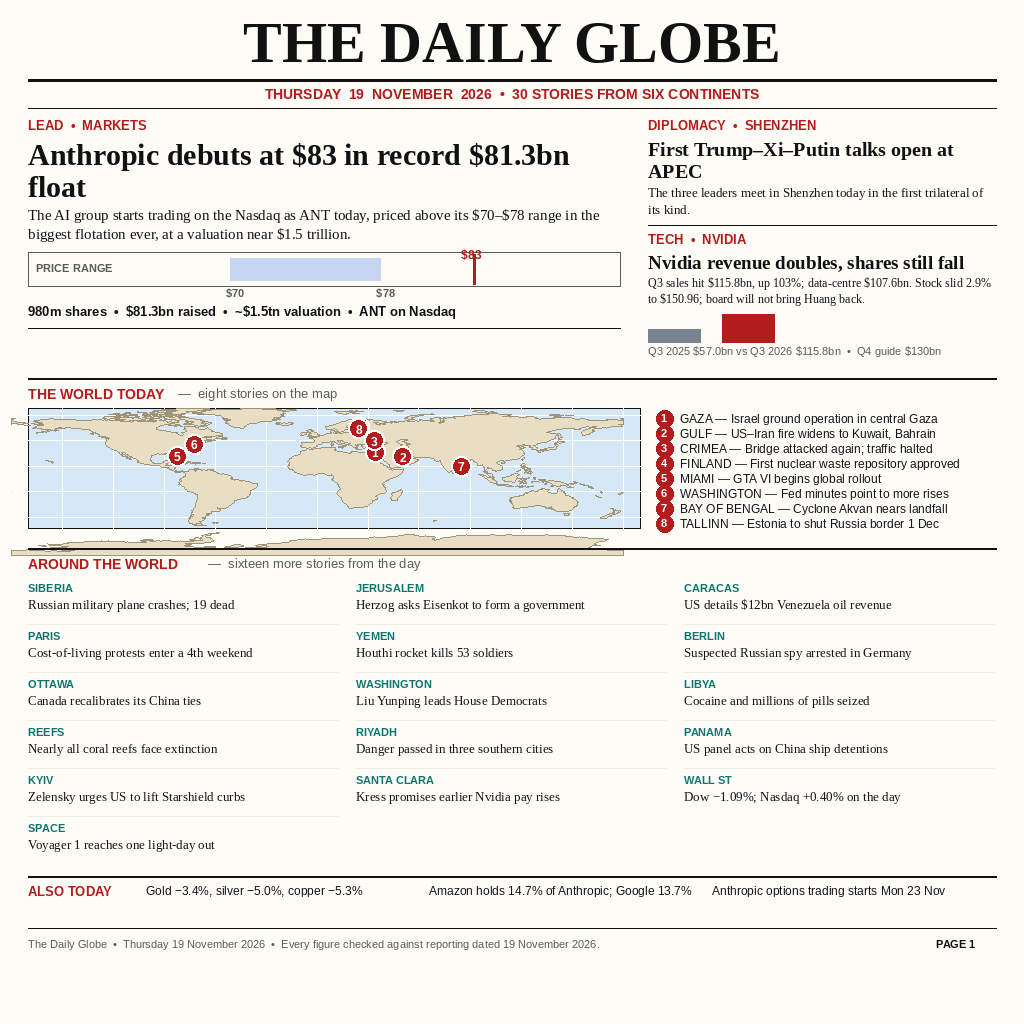 THE DAILY GLOBE
THURSDAY 19 NOVEMBER 2026 • 30 STORIES FROM SIX CONTINENTS
LEAD • MARKETS
Anthropic debuts at $83 in record $81.3bn
float
The AI group starts trading on the Nasdaq as ANT today, priced above its $70–$78 range in the
biggest flotation ever, at a valuation near $1.5 trillion.
$83
PRICE RANGE
$70 $78
980m shares • $81.3bn raised • ~$1.5tn valuation • ANT on Nasdaq
DIPLOMACY • SHENZHEN
First Trump–Xi–Putin talks open at
APEC
The three leaders meet in Shenzhen today in the first trilateral of
its kind.
TECH • NVIDIA
Nvidia revenue doubles, shares still fall
Q3 sales hit $115.8bn, up 103%; data-centre $107.6bn. Stock slid 2.9%
to $150.96; board will not bring Huang back.
Q3 2025 $57.0bn vs Q3 2026 $115.8bn • Q4 guide $130bn
THE WORLD TODAY — eight stories on the map
8
3
6
1
5
2
7
1 GAZA — Israel ground operation in central Gaza
2 GULF — US–Iran fire widens to Kuwait, Bahrain
3 CRIMEA — Bridge attacked again; traffic halted
4 FINLAND — First nuclear waste repository approved
5 MIAMI — GTA VI begins global rollout
6 WASHINGTON — Fed minutes point to more rises
7 BAY OF BENGAL — Cyclone Akvan nears landfall
8 TALLINN — Estonia to shut Russia border 1 Dec
AROUND THE WORLD — sixteen more stories from the day
SIBERIA
Russian military plane crashes; 19 dead
JERUSALEM
Herzog asks Eisenkot to form a government
CARACAS
US details $12bn Venezuela oil revenue
PARIS
Cost-of-living protests enter a 4th weekend
YEMEN
Houthi rocket kills 53 soldiers
BERLIN
Suspected Russian spy arrested in Germany
OTTAWA
Canada recalibrates its China ties
WASHINGTON
Liu Yunping leads House Democrats
LIBYA
Cocaine and millions of pills seized
REEFS
Nearly all coral reefs face extinction
RIYADH
Danger passed in three southern cities
PANAMA
US panel acts on China ship detentions
KYIV
Zelensky urges US to lift Starshield curbs
SANTA CLARA
Kress promises earlier Nvidia pay rises
WALL ST
Dow −1.09%; Nasdaq +0.40% on the day
SPACE
Voyager 1 reaches one light-day out
ALSO TODAY Gold −3.4%, silver −5.0%, copper −5.3% Amazon holds 14.7% of Anthropic; Google 13.7% Anthropic options trading starts Mon 23 Nov
The Daily Globe • Thursday 19 November 2026 • Every figure checked against reporting dated 19 November 2026. PAGE 1